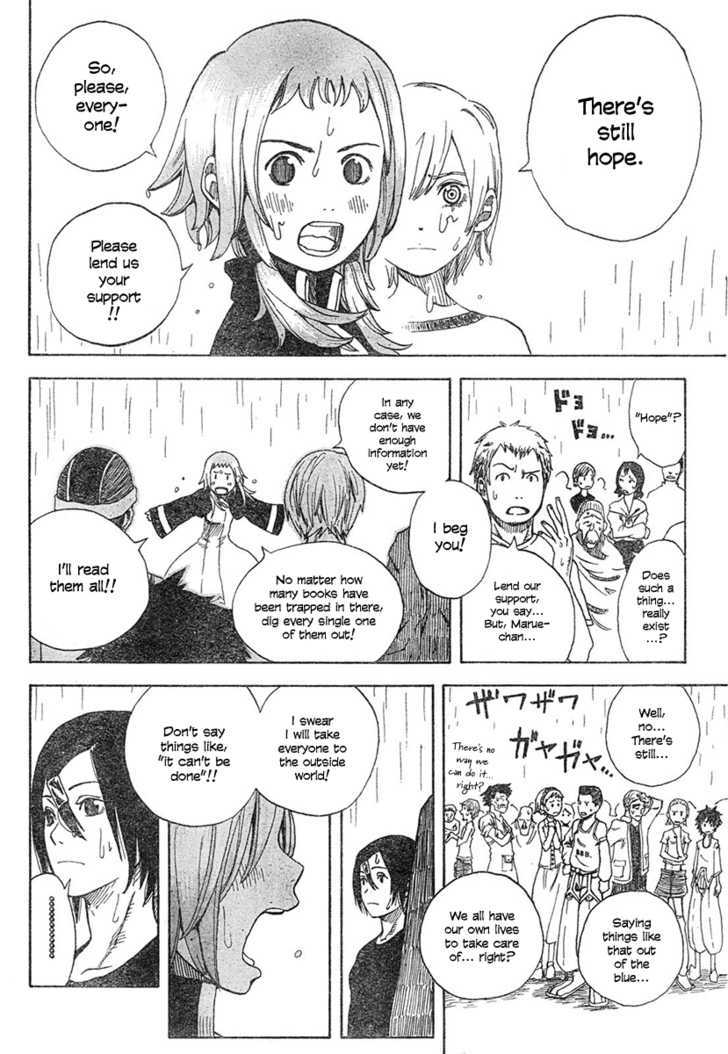 There's
still
hope.
So,
please,
every-
one!
Please
lend us
your
support
!!
"Hope"?
ドヨ
ドヨ...
Does
such a
thing...
really
exist
...?
Lend our
support,
you say...
But, Marue-
chan...
I beg
you!
In any
case, we
don't have
enough
information
yet!
No matter how
many books have
been trapped in there,
dig every single one
of them out!
I'll read
them all!!
Well,
no...
There's
still...
ザワザワ
ガヤガヤ...
There's no
way we
can do it...
right?
Saying
things like
that out
of the
blue...
We all have
our own lives
to take care
of... right?
I swear
I will take
everyone to
the outside
world!
Don't say
things like,
"it can't be
done"!!
............